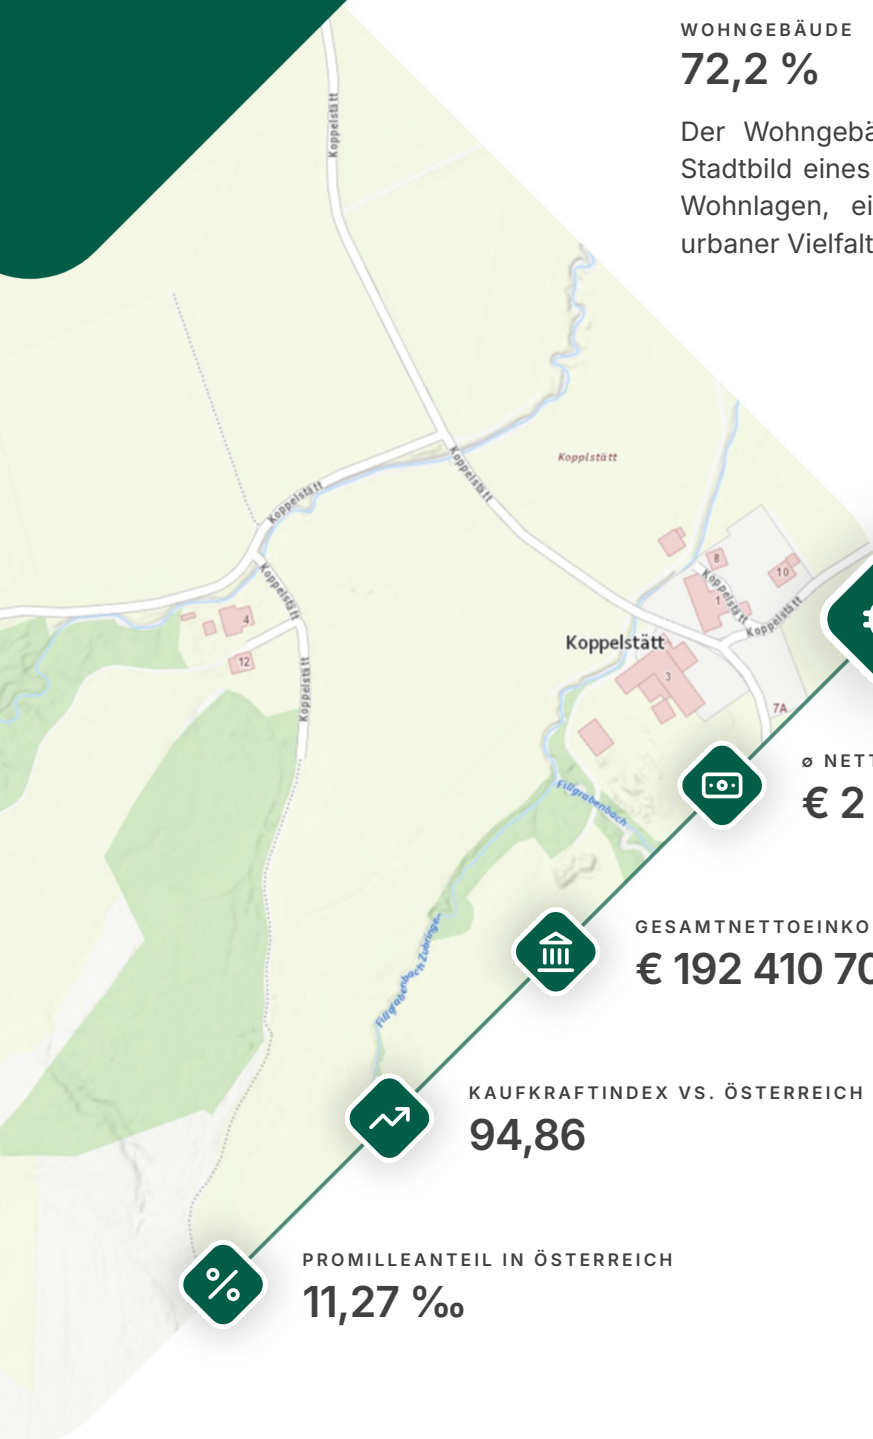 WOHNGEBÄUDE
72,2 %
Der Wohngebä
Stadtbild eines
Wohnlagen, ei
urbaner Vielfalt
Koppelstätt
Koppelstätt
Kopplstätt
Koppelstätt
Koppelstätt
8
10
Koppelstätt
1
Koppelstätt
4
Koppelstätt
12
Koppelstätt
3
Koppelstätt
7A
ø NETT
€ 2
Fillgrabenbach
GESAMTNETTOEINKO
€ 192 410 70
Fillgrabenbach Zubringer
KAUFKRAFTINDEX VS. ÖSTERREICH
94,86
PROMILLEANTEIL IN ÖSTERREICH
11,27 ‰